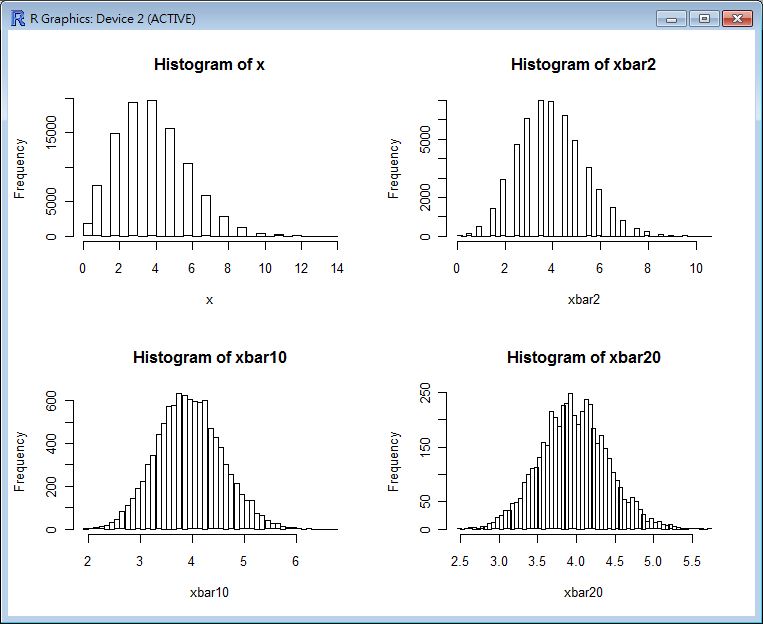 R Graphics: Device 2 (ACTIVE)
Histogram of x
Frequency
15000
5000
0
0 2 4 6 8 10 12 14
x
Histogram of xbar2
Frequency
5000
2000
0
0 2 4 6 8 10
xbar2
Histogram of xbar10
Frequency
600
400
200
0
2 3 4 5 6
xbar10
Histogram of xbar20
Frequency
250
150
50
0
2.5 3.0 3.5 4.0 4.5 5.0 5.5
xbar20